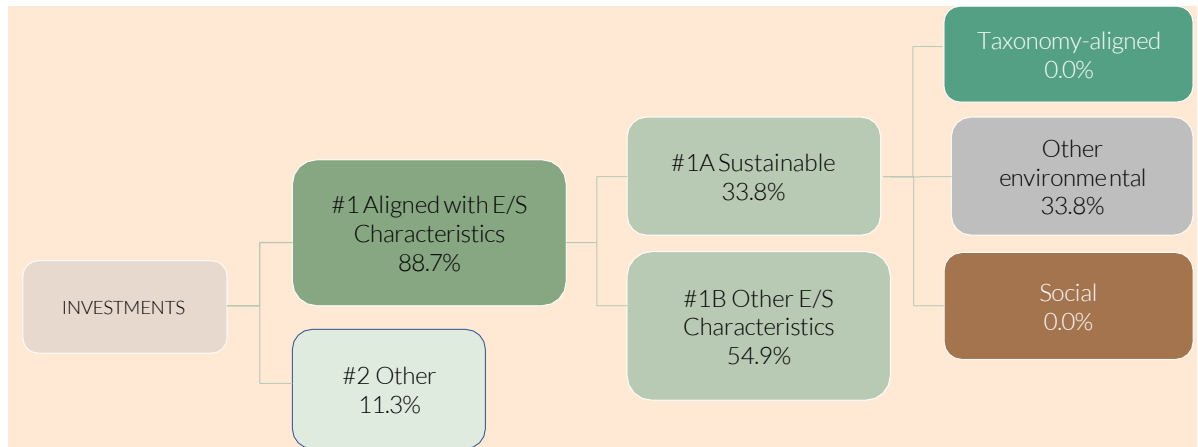 INVESTMENTS
#1 Aligned with E/S
Characteristics
88.7%
#2 Other
11.3%
#1A Sustainable
33.8%
#1B Other E/S
Characteristics
54.9%
Taxonomy-aligned
0.0%
Other
environmental
33.8%
Social
0.0%